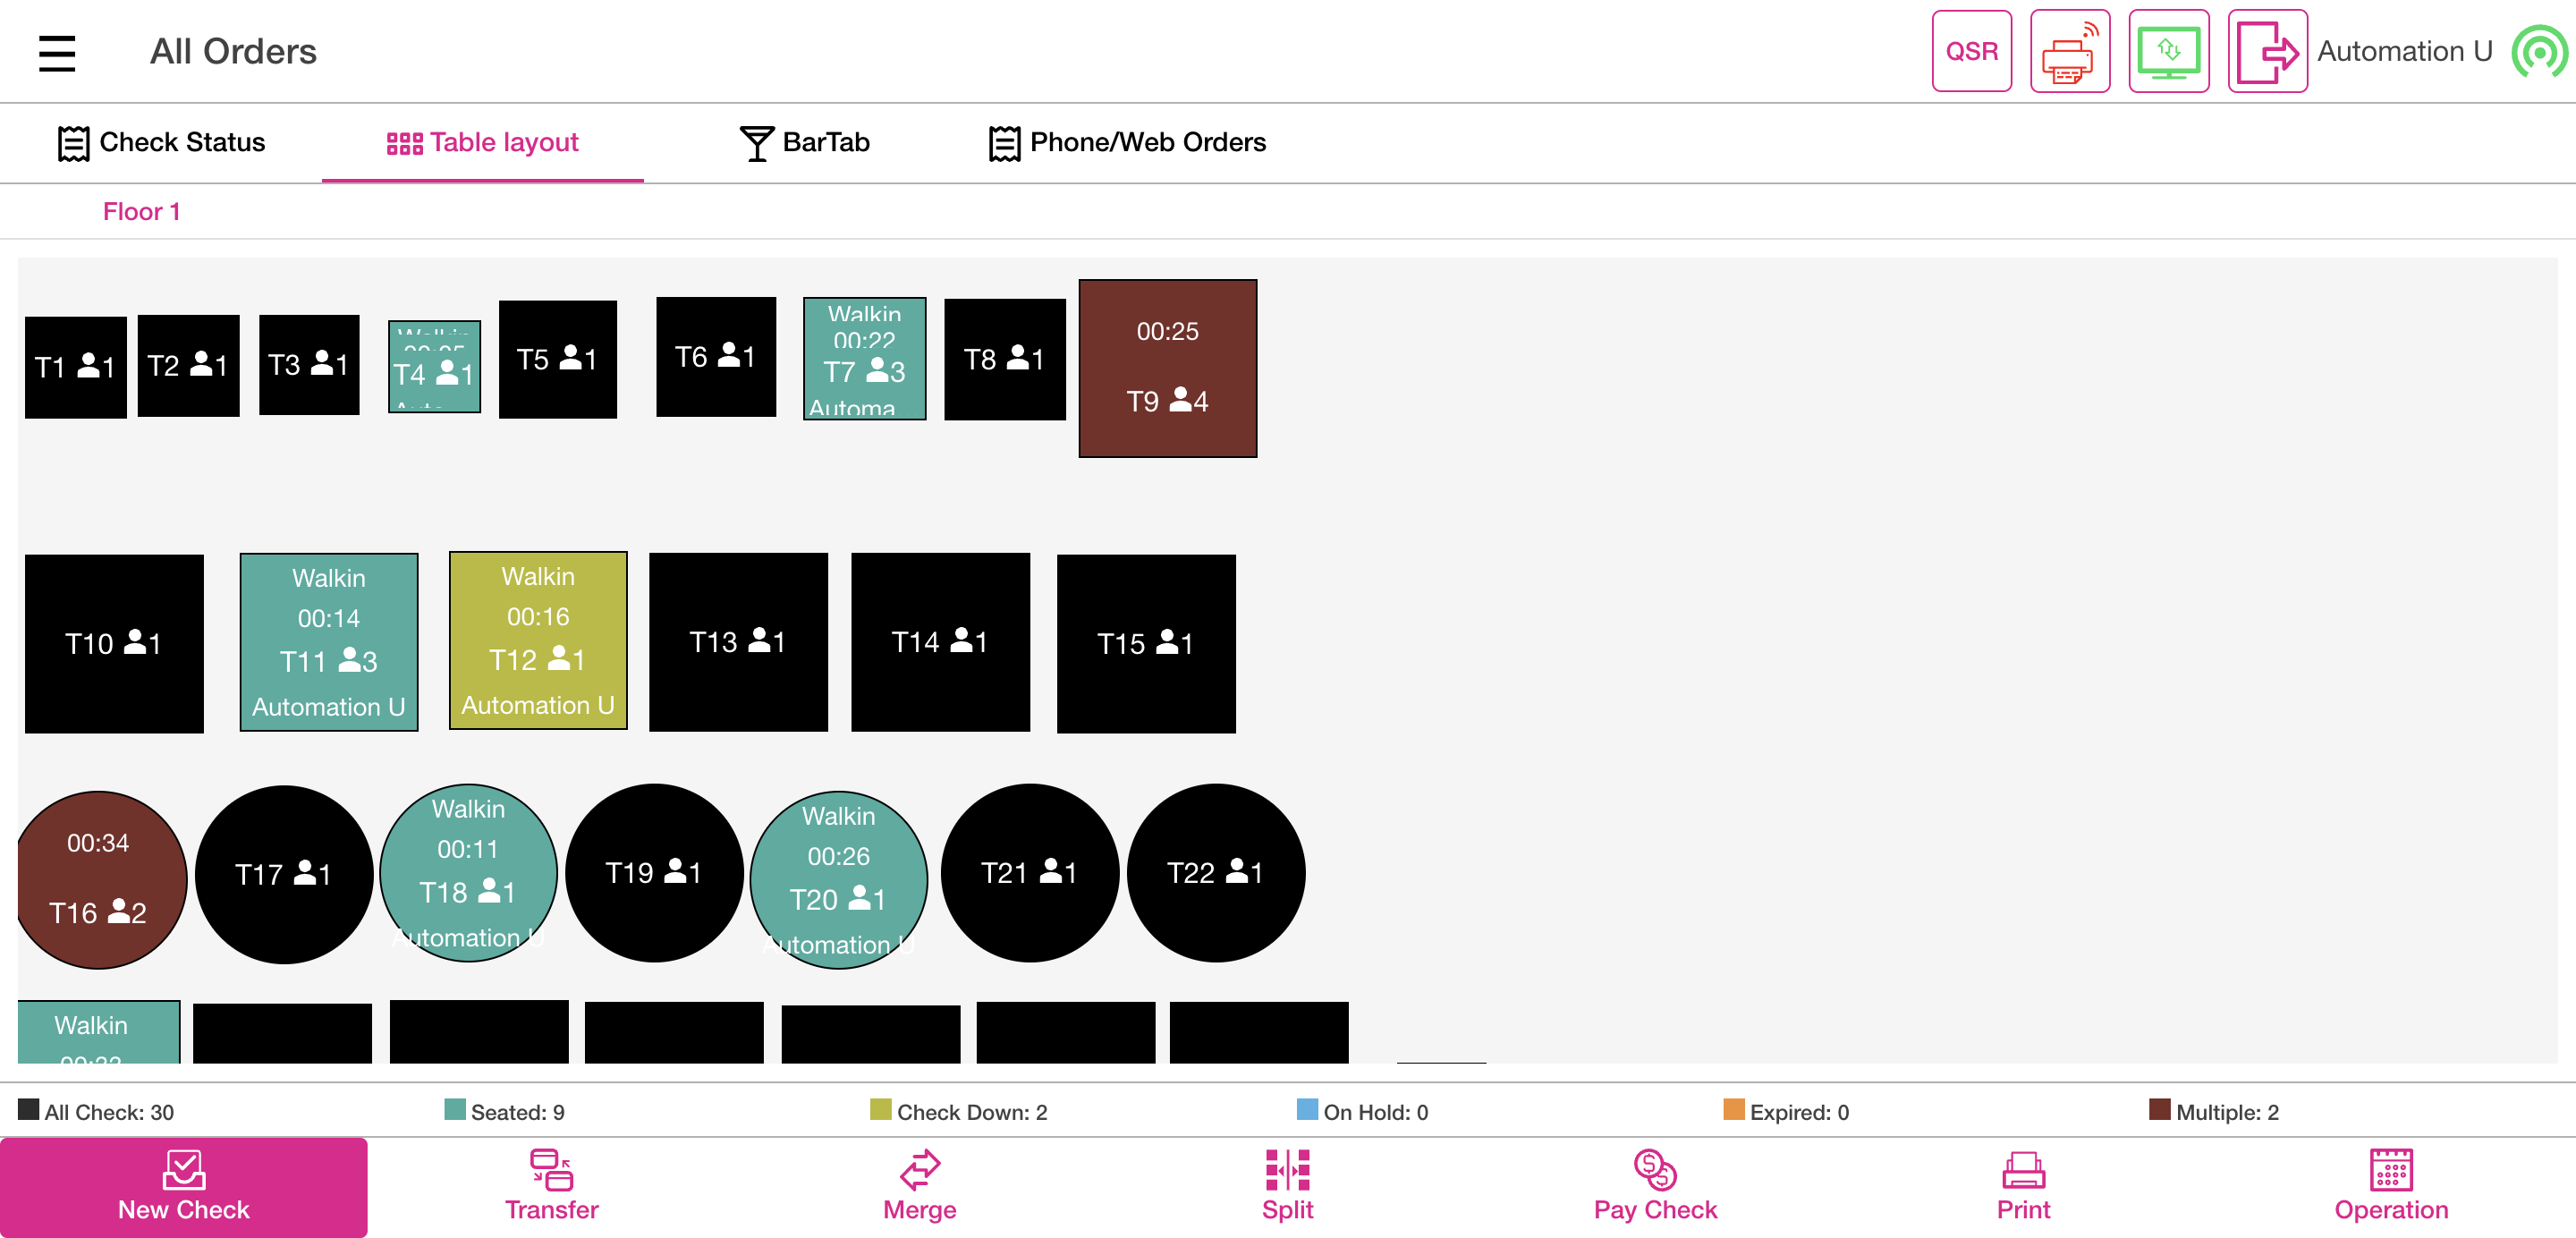 All Orders
QSR
Automation U
Check Status
Table layout
BarTab
Phone/Web Orders
Floor 1
T1 1
T2 1
T3 1
T4 1
T5 1
T6 1
Walkin
00:22
T7 3
Automa
T8 1
00:25
T9 4
T10 1
Walkin
00:14
T11 3
Automation U
Walkin
00:16
T12 1
Automation U
T13 1
T14 1
T15 1
00:34
T16 2
T17 1
Walkin
00:11
T18 1
Automation U
T19 1
Walkin
00:26
T20 1
Automation U
T21 1
T22 1
Walkin
All Check: 30
Seated: 9
Check Down: 2
On Hold: 0
Expired: 0
Multiple: 2
New Check
Transfer
Merge
Split
Pay Check
Print
Operation